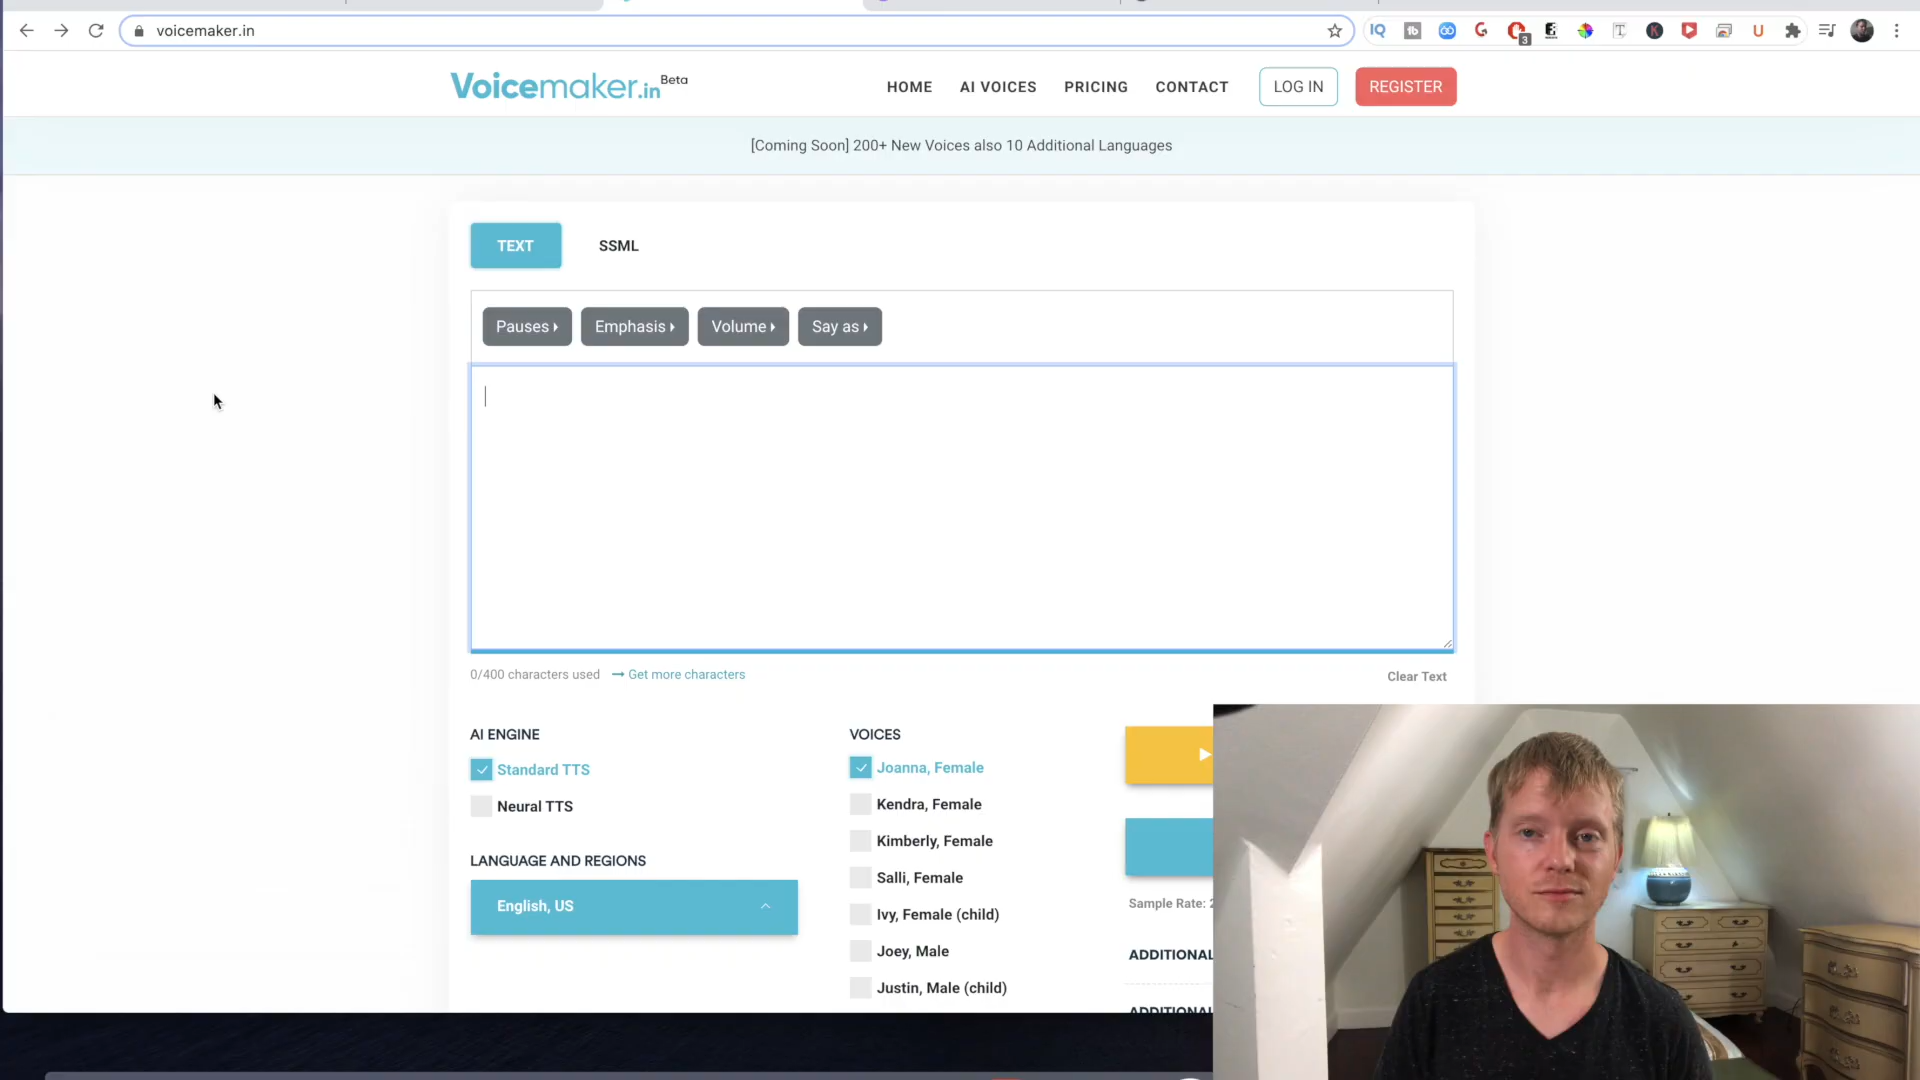 voicemaker.in
3
Voicemaker.in Beta
HOME
AI VOICES
PRICING
CONTACT
LOG IN
REGISTER
[Coming Soon] 200+ New Voices also 10 Additional Languages
TEXT
SSML
Pauses
Emphasis
Volume
Say as
0/400 characters used
Get more characters
Clear Text
AI ENGINE
Standard TTS
Neural TTS
LANGUAGE AND REGIONS
English, US
VOICES
Joanna, Female
Kendra, Female
Kimberly, Female
Salli, Female
Ivy, Female (child)
Joey, Male
Justin, Male (child)
Sample Rate: 2
ADDITIONAL
ADDITIONAL